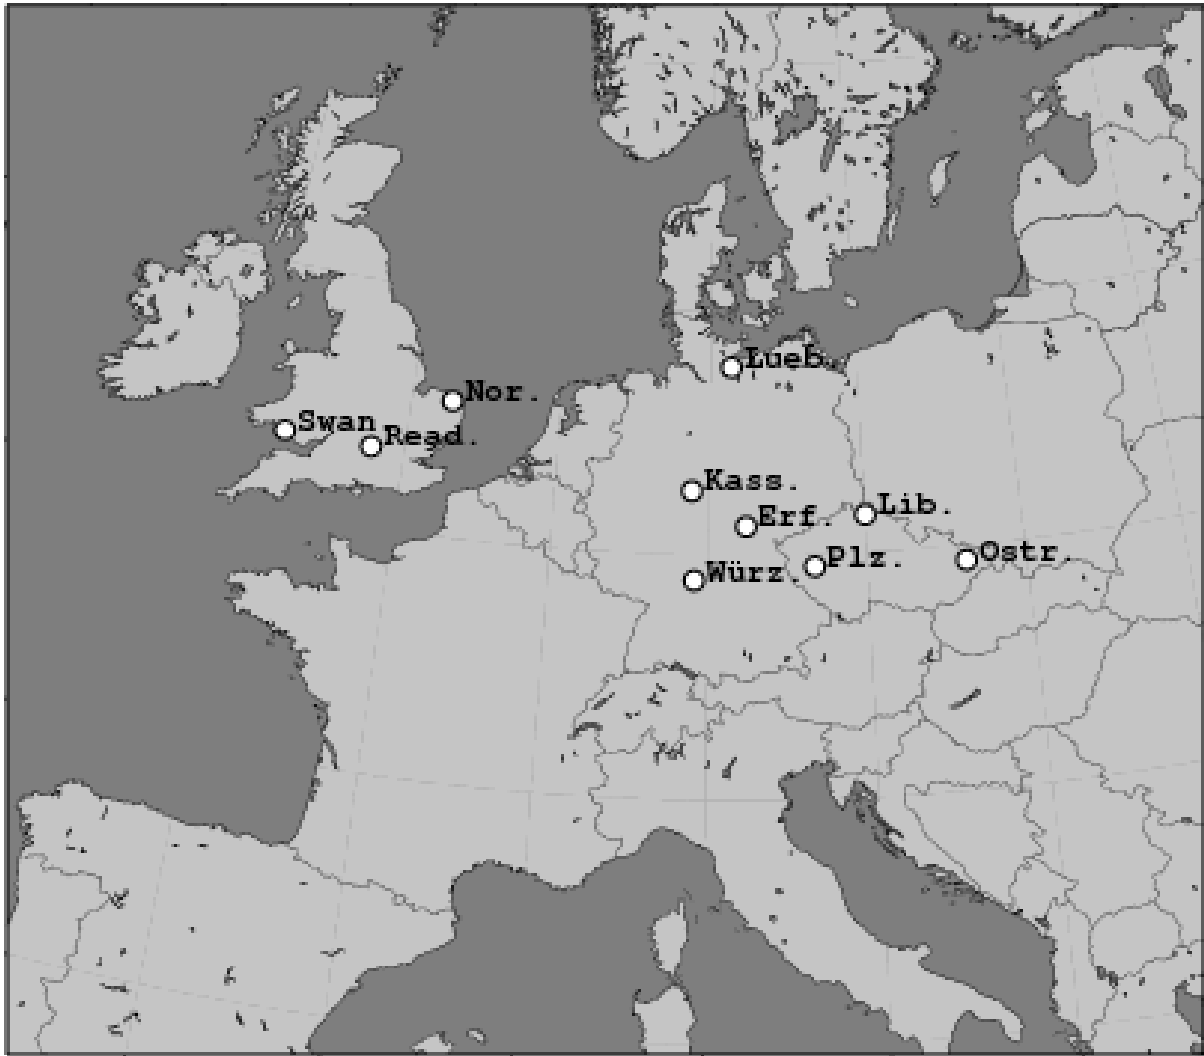 Lueb.
Nor.
Swan
Read.
Kass.
Lib.
Erf.
Ostr.
Plz.
Würz.